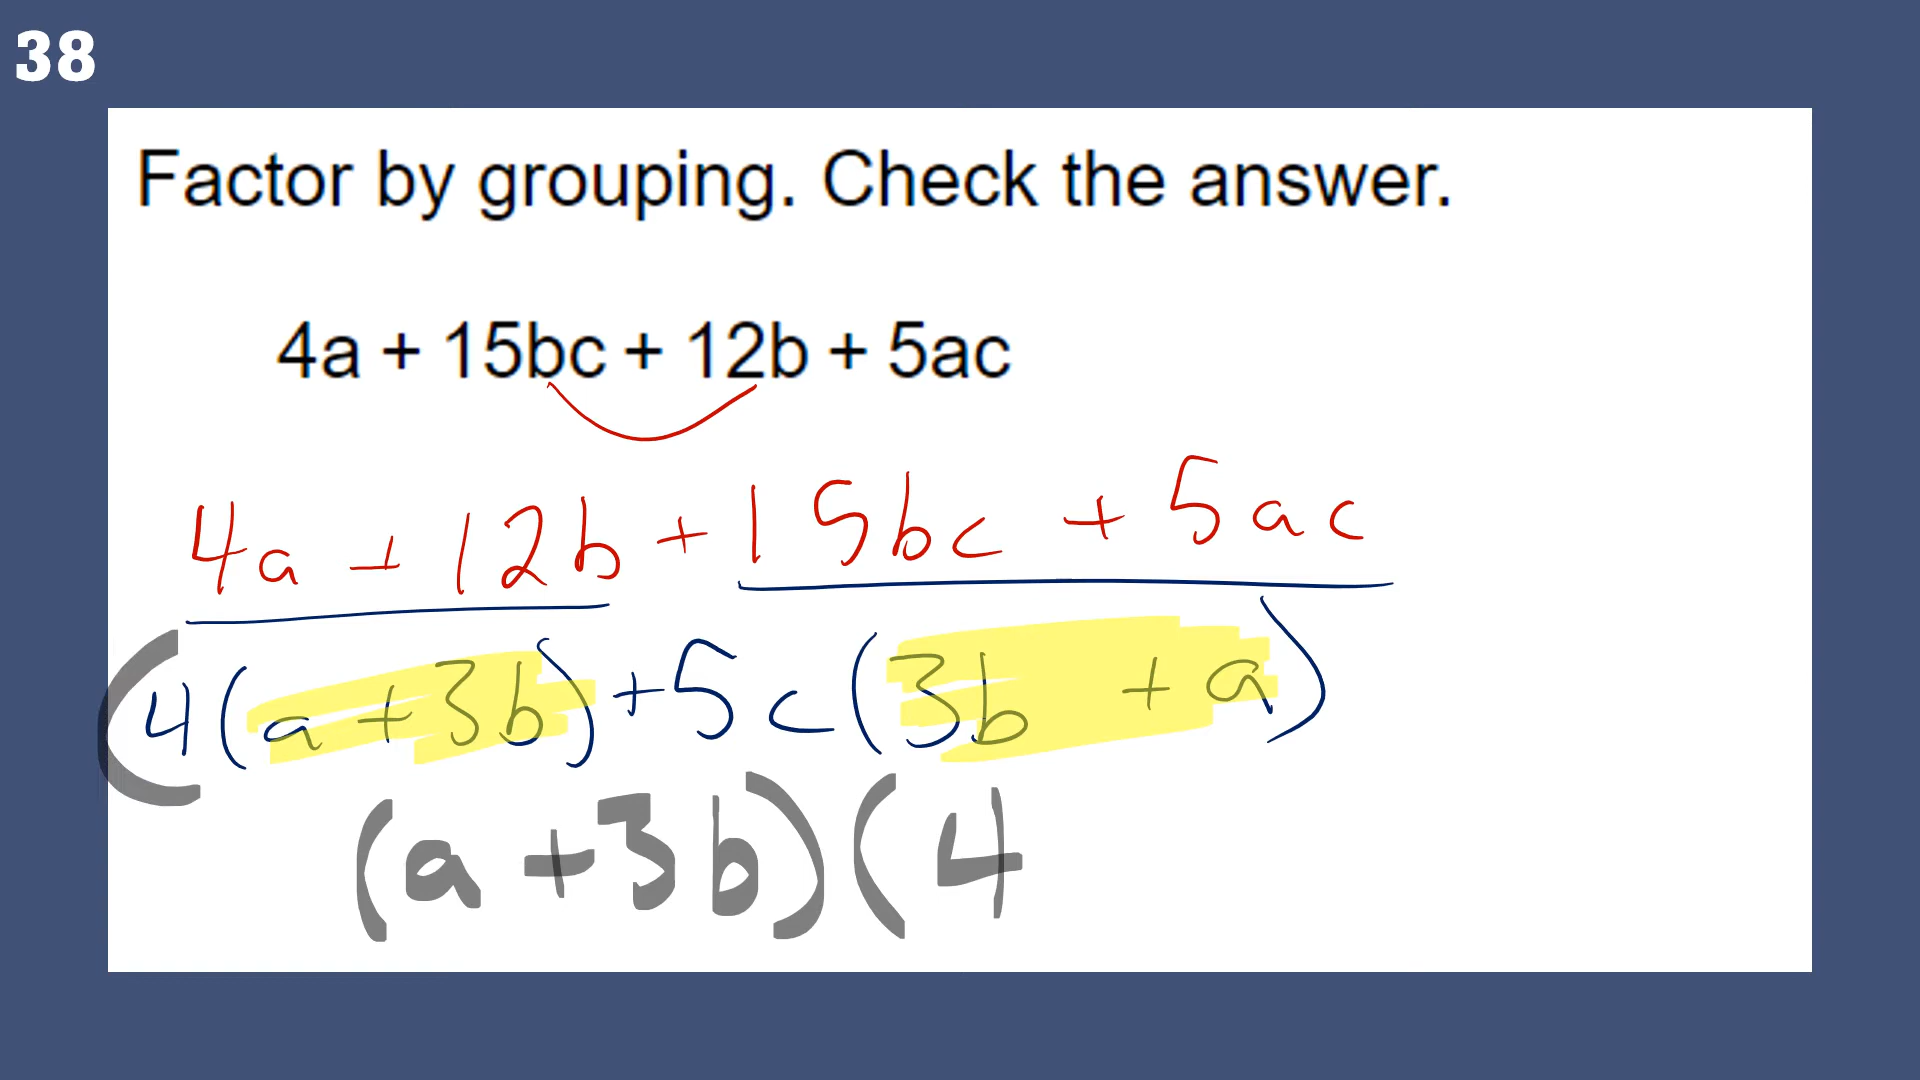 38
Factor by grouping. Check the answer.
4a + 15bc + 12b + 5ac
4a + 12b + 15bc + 5ac
(4(a+3b)+5c(3b + a)
(a+3b)(4